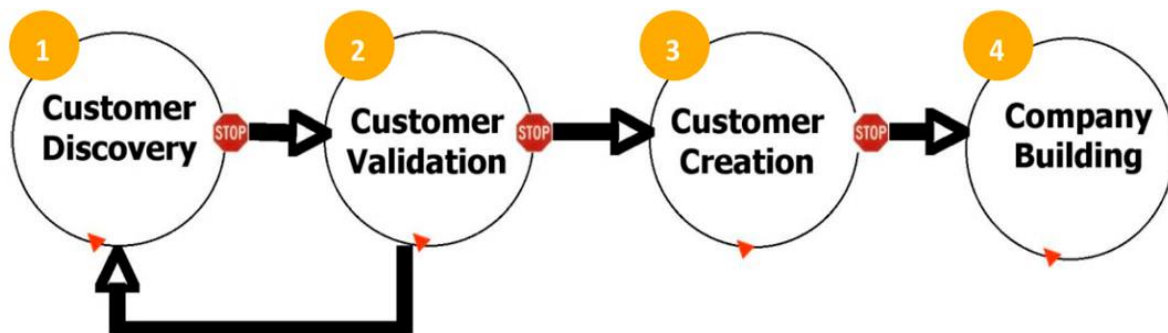 1
Customer
Discovery
STOP
2
Customer
Validation
STOP
3
Customer
Creation
STOP
4
Company
Building